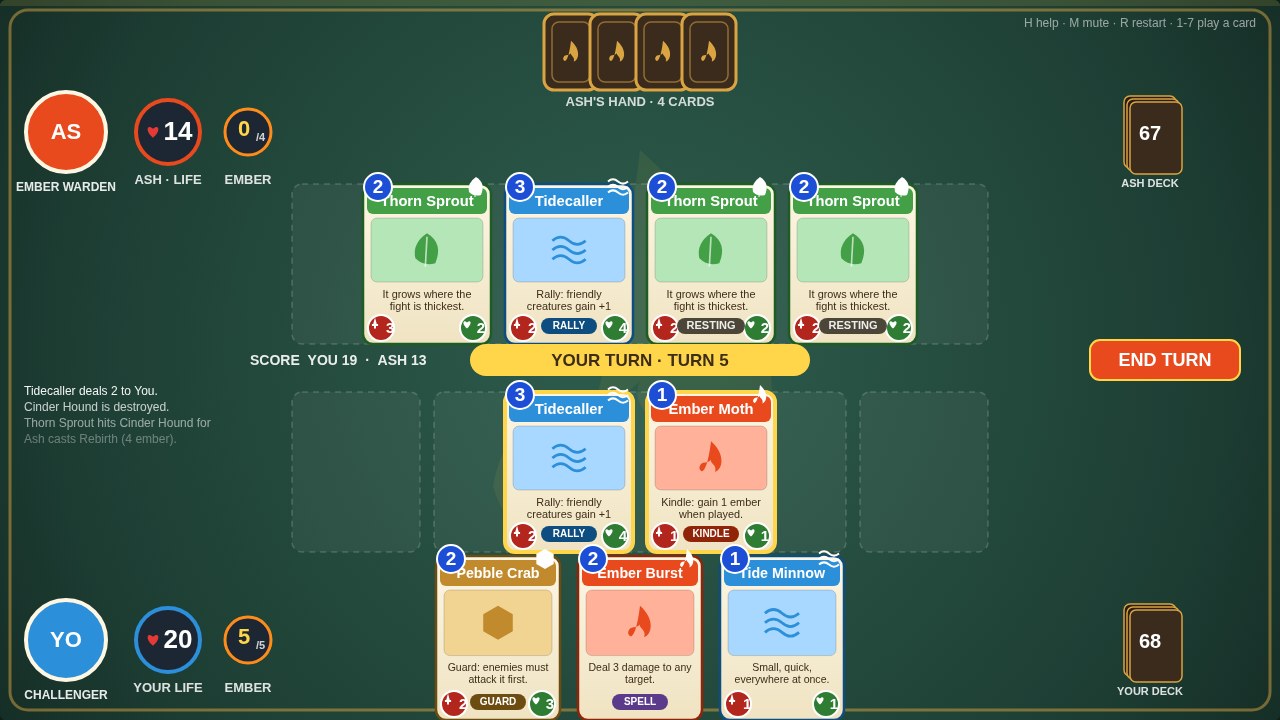 H help · M mute · R restart · 1-7 play a card
ASH'S HAND · 4 CARDS
AS
14
0 /4
EMBER WARDEN
ASH · LIFE
EMBER
67
ASH DECK
2
Thorn Sprout
It grows where the
fight is thickest.
3
2
3
Tidecaller
Rally: friendly
creatures gain +1
2
RALLY
4
2
Thorn Sprout
It grows where the
fight is thickest.
2
RESTING
2
2
Thorn Sprout
It grows where the
fight is thickest.
2
RESTING
2
SCORE YOU 19 · ASH 13
YOUR TURN · TURN 5
END TURN
Tidecaller deals 2 to You.
Cinder Hound is destroyed.
Thorn Sprout hits Cinder Hound for
Ash casts Rebirth (4 ember).
3
Tidecaller
Rally: friendly
creatures gain +1
2
RALLY
4
1
Ember Moth
Kindle: gain 1 ember
when played.
1
KINDLE
1
2
Pebble Crab
Guard: enemies must
attack it first.
2
GUARD
3
2
Ember Burst
Deal 3 damage to any
target.
SPELL
1
Tide Minnow
Small, quick,
everywhere at once.
1
1
YO
20
5 /5
CHALLENGER
YOUR LIFE
EMBER
68
YOUR DECK